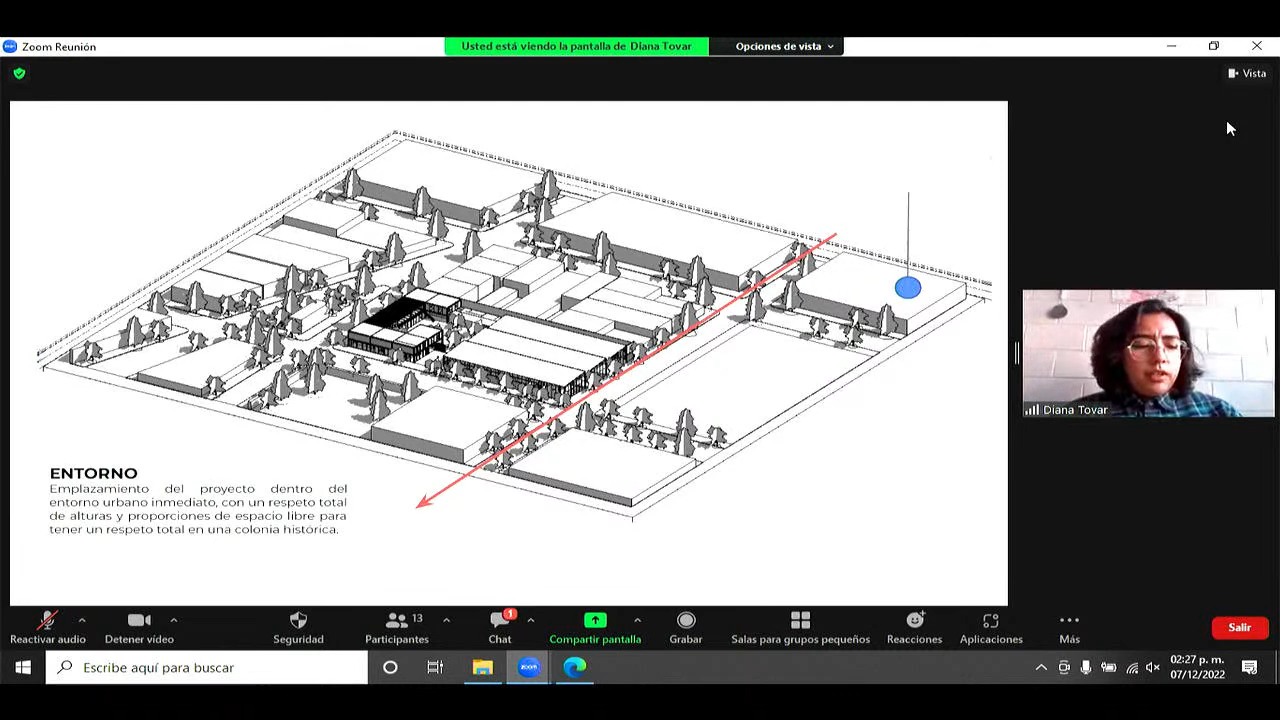 Zoom Reunión
Usted está viendo la pantalla de Diana Tovar
Opciones de vista
Vista
ENTORNO
Emplazamiento del proyecto dentro del
entorno urbano inmediato, con un respeto total
de alturas y proporciones de espacio libre para
tener un respeto total en una colonia histórica.
Diana Tovar
Reactivar audio
Detener vídeo
Seguridad
13
Participantes
1
Chat
Compartir pantalla
Grabar
Salas para grupos pequeños
Reacciones
Aplicaciones
Más
Salir
Escribe aquí para buscar
zoom
02:27 p. m.
07/12/2022